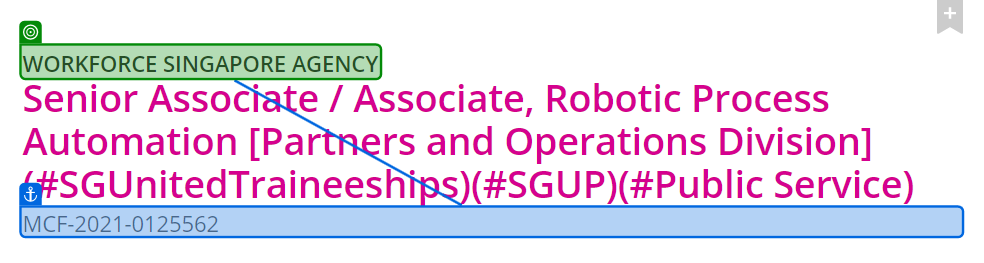 WORKFORCE SINGAPORE AGENCY
Senior Associate / Associate, Robotic Process
Automation [Partners and Operations Division]
(#SGUnitedTraineeships)(#SGUP)(#Public Service)
MCF-2021-0125562